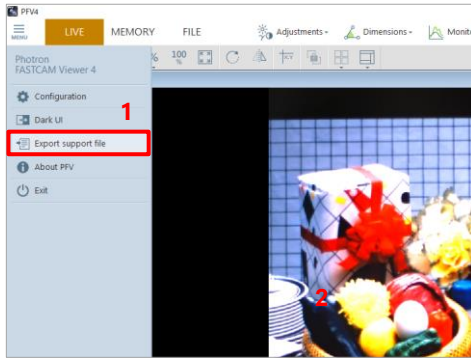 PFV4
MENU
LIVE
MEMORY
FILE
Adjustments
Dimensions
Photron
FASTCAM Viewer 4
%
100
%
Configuration
1
Dark UI
Export support file
About PFV
Exit
2